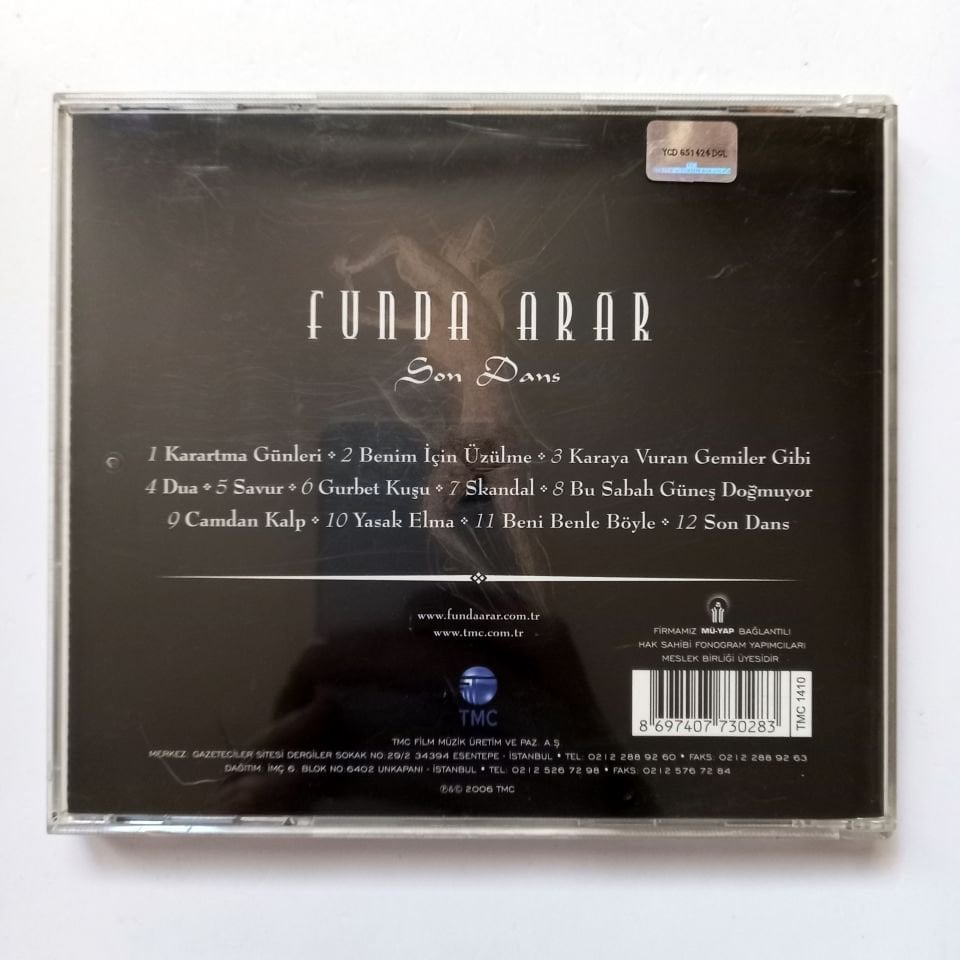 YCD 651424 DGL
FUNDA ARAR
Son Dans
1 Karartma Günleri ❖ 2 Benim İçin Üzülme ❖ 3 Karaya Vuran Gemiler Gibi
4 Dua ❖ 5 Savur ❖ 6 Gurbet Kuşu ❖ 7 Skandal ❖ 8 Bu Sabah Güneş Doğmuyor
9 Camdan Kalp ❖ 10 Yasak Elma ❖ 11 Beni Benle Böyle ❖ 12 Son Dans
www.fundaarar.com.tr
www.tmc.com.tr
FİRMAMIZ MÜ-YAP BAĞLANTILI
HAK SAHİBİ FONOGRAM YAPIMCILARI
MESLEK BİRLİĞİ ÜYESİDİR
8 697407 730283
TMC 1410
TMC
TMC FİLM MÜZİK ÜRETİM VE PAZ. A.Ş.
MERKEZ: GAZETECİLER SİTESİ DERGİLER SOKAK NO:29/2 34394 ESENTEPE - İSTANBUL • TEL: 0212 288 92 60 • FAKS: 0212 288 92 63
DAĞITIM: İMÇ 6. BLOK NO:6402 UNKAPANI - İSTANBUL • TEL: 0212 526 72 98 • FAKS: 0212 576 72 84
℗&© 2006 TMC